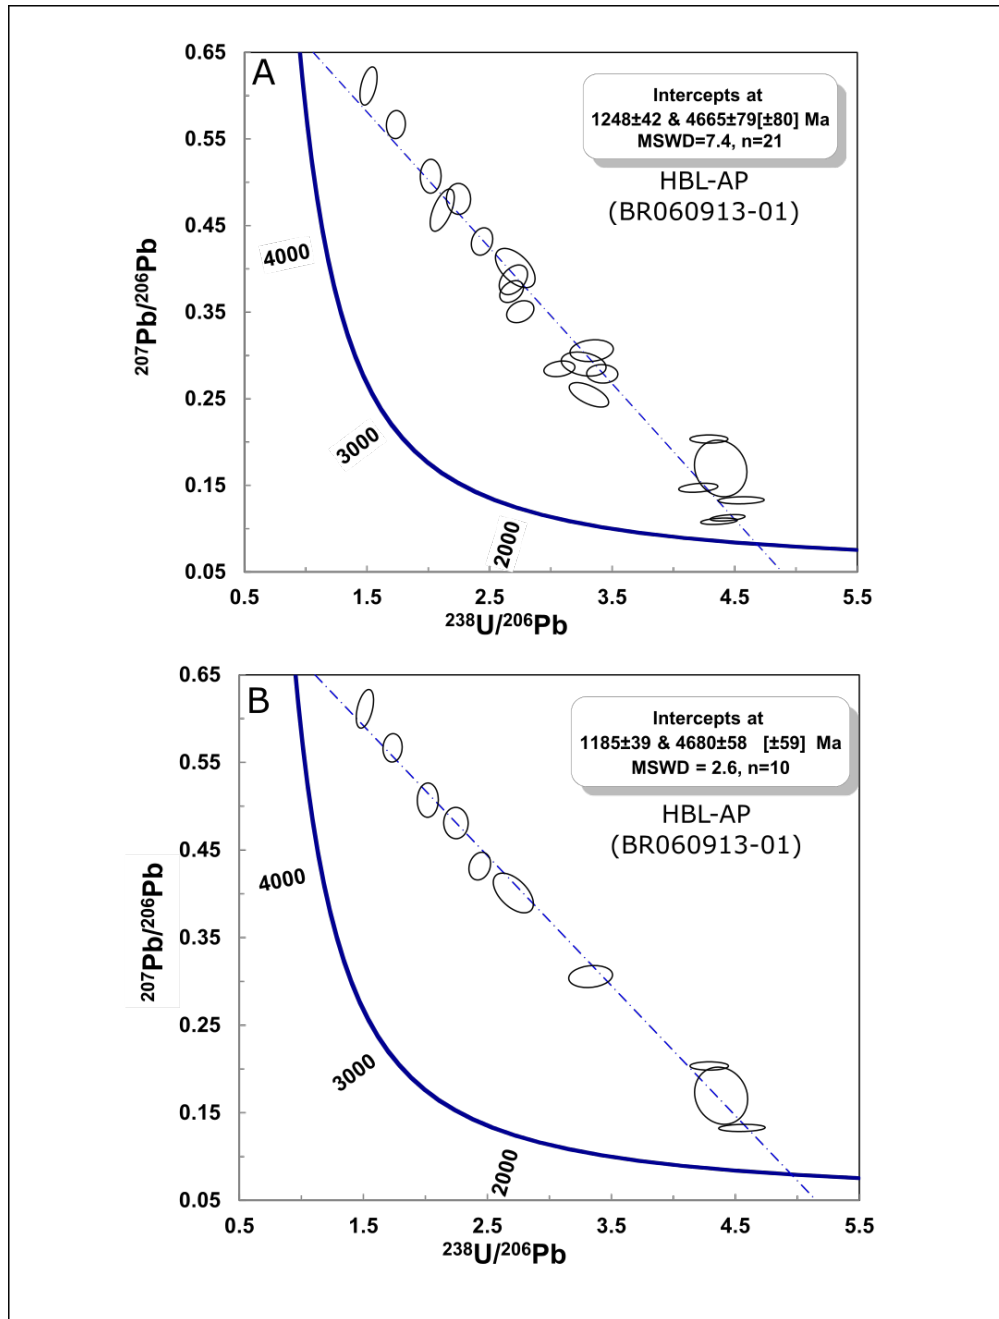 A
0.65
0.55
0.45
0.35
0.25
0.15
0.05
207Pb/206Pb
Intercepts at
1248±42 & 4665±79[±80] Ma
MSWD=7.4, n=21
HBL-AP
(BR060913-01)
4000
3000
2000
0.5 1.5 2.5 3.5 4.5 5.5
238U/206Pb
B
0.65
0.55
0.45
0.35
0.25
0.15
0.05
207Pb/206Pb
Intercepts at
1185±39 & 4680±58 [±59] Ma
MSWD = 2.6, n=10
HBL-AP
(BR060913-01)
4000
3000
2000
0.5 1.5 2.5 3.5 4.5 5.5
238U/206Pb